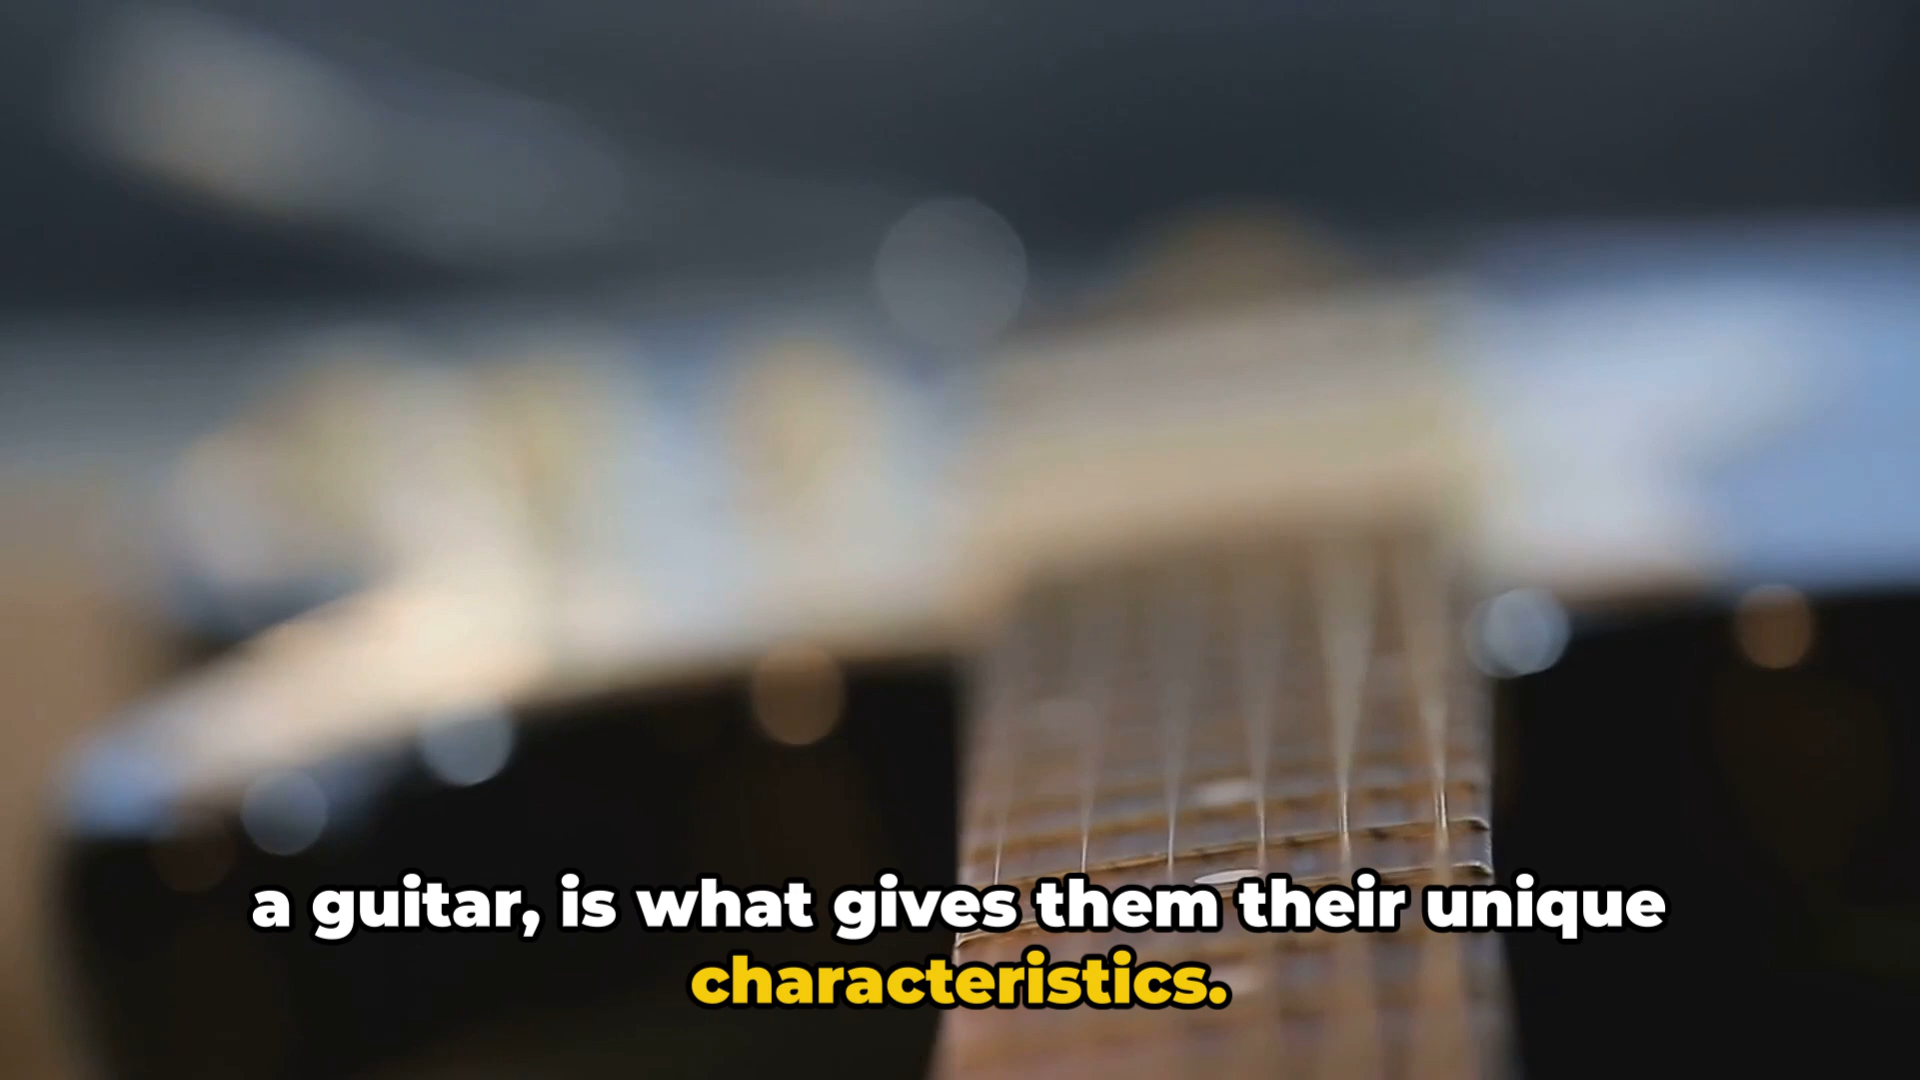 a guitar, is what gives them their unique
characteristics.